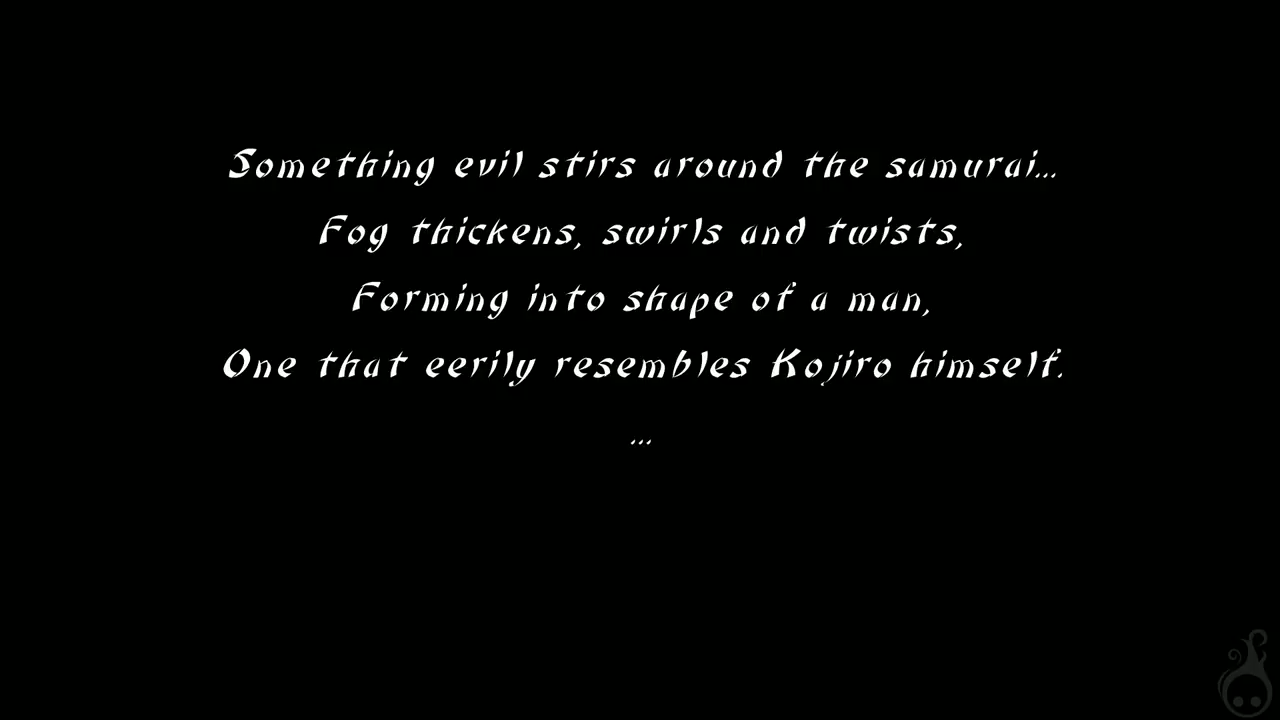 Something evil stirs around the samurai...
Fog thickens, swirls and twists,
Forming into shape of a man,
One that eerily resembles Kojiro himself.
...